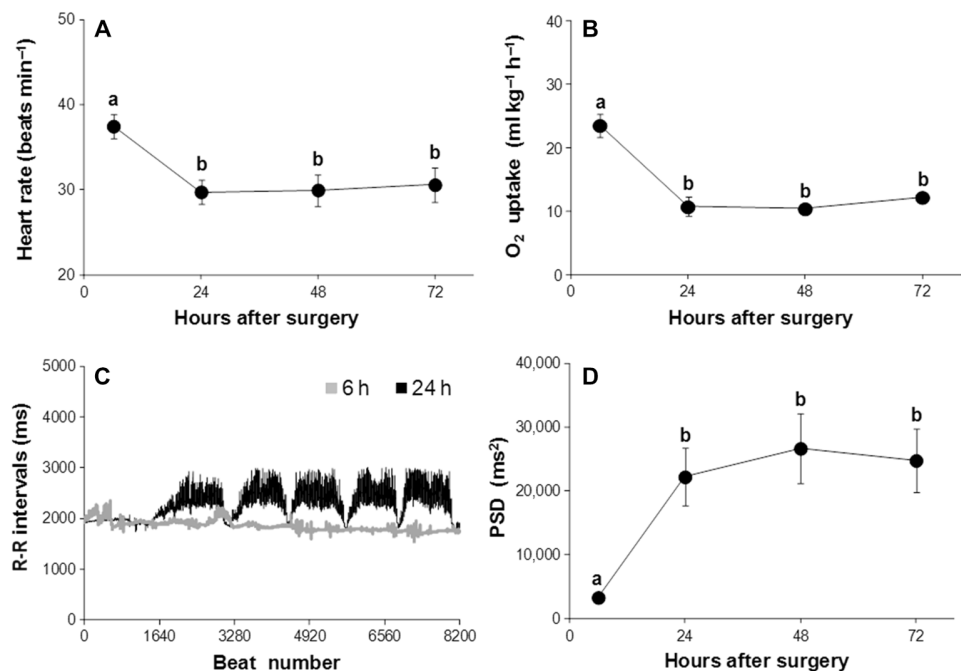 A
Heart rate (beats min⁻¹)
50
40
30
20
a
b
b
b
0
24
48
72
Hours after surgery
B
O₂ uptake (ml kg⁻¹ h⁻¹)
40
30
20
10
0
a
b
b
b
0
24
48
72
Hours after surgery
C
R-R intervals (ms)
5000
4000
3000
2000
1000
0
6 h
24 h
0
1640
3280
4920
6560
8200
Beat number
D
PSD (ms²)
40,000
30,000
20,000
10,000
0
a
b
b
b
0
24
48
72
Hours after surgery